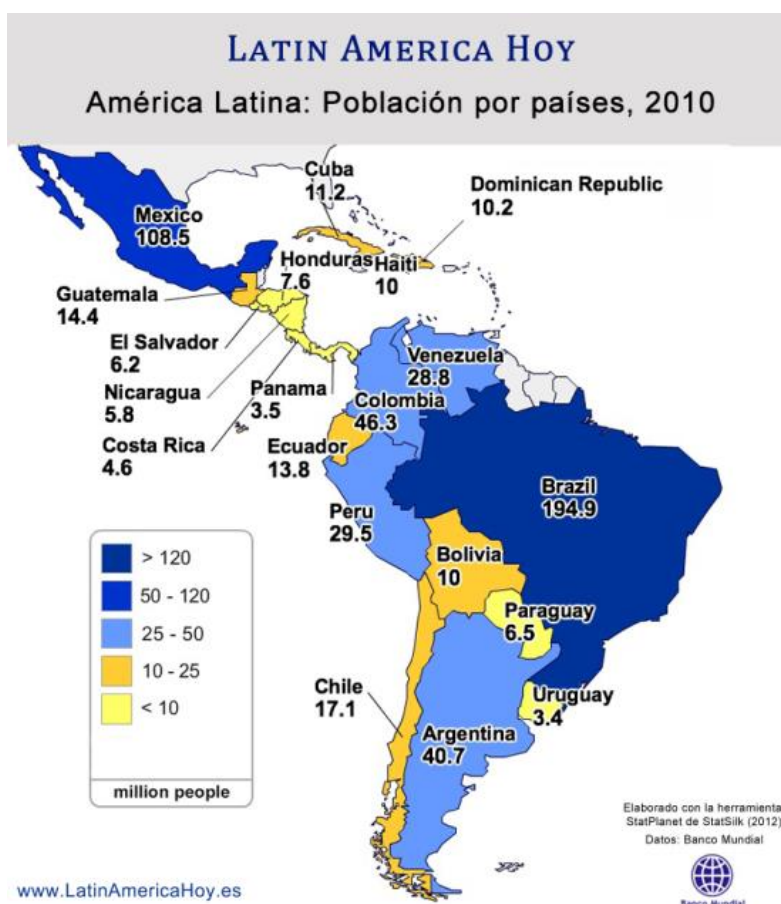 LATIN AMERICA HOY
América Latina: Población por países, 2010
Cuba
11.2
Dominican Republic
10.2
Mexico
108.5
Honduras
7.6
Haiti
10
Guatemala
14.4
El Salvador
6.2
Venezuela
28.8
Nicaragua
5.8
Panama
3.5
Colombia
46.3
Costa Rica
4.6
Ecuador
13.8
Brazil
194.9
Peru
29.5
Bolivia
10
Paraguay
6.5
Chile
17.1
Uruguay
3.4
Argentina
40.7
> 120
50 - 120
25 - 50
10 - 25
< 10
million people
Elaborado con la herramienta
StatPlanet de StatSilk (2012)
Datos: Banco Mundial
Banco Mundial
www.LatinAmericaHoy.es